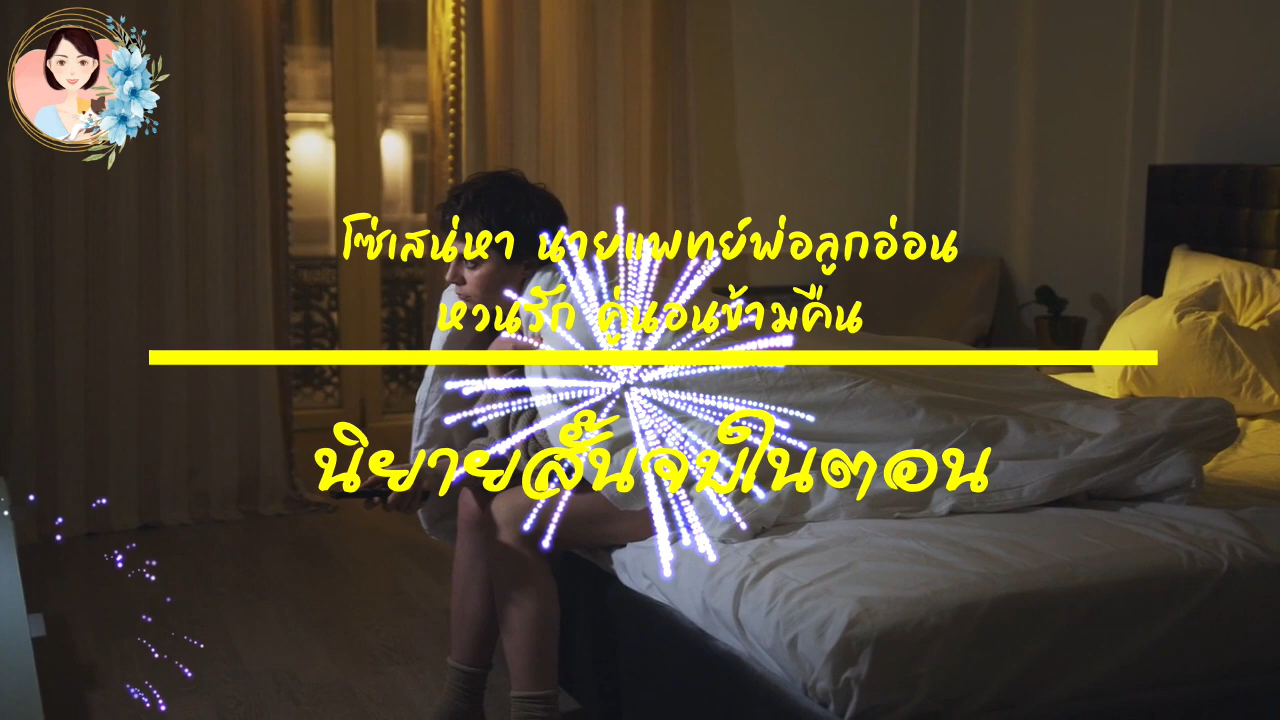 โซ่เสน่หา นายแพทย์พ่อลูกอ่อน
หวนรัก คู่นอนข้ามคืน
นิยายสั้นจบในตอน